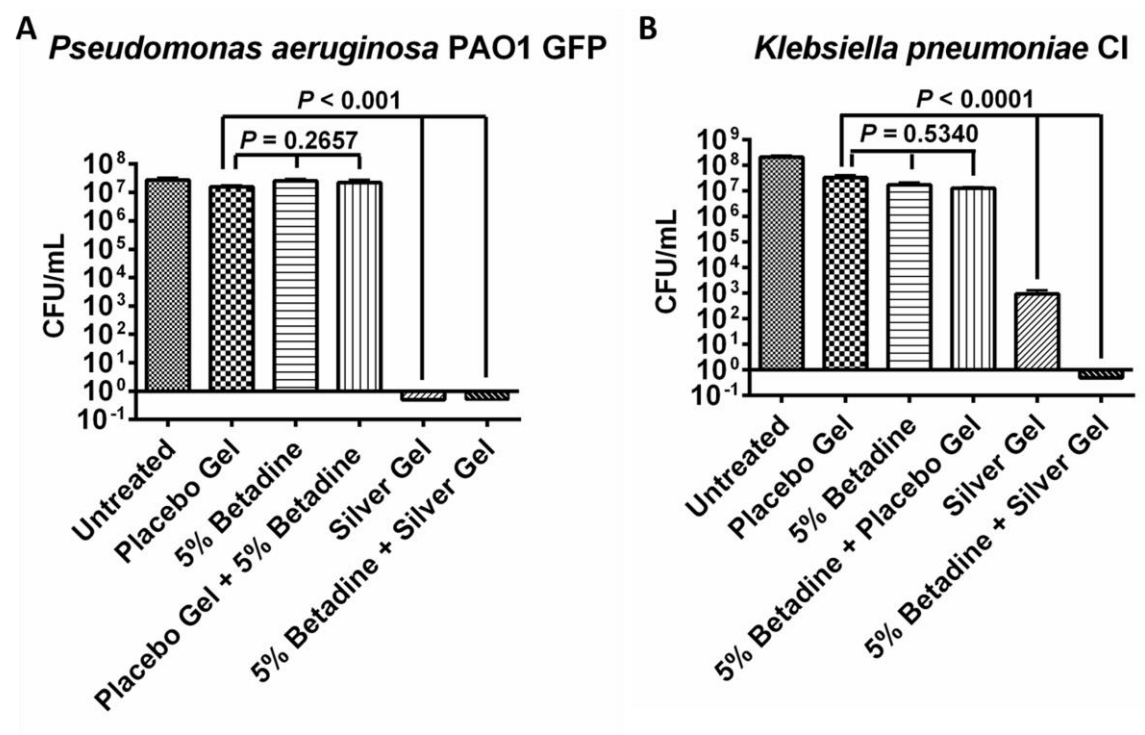 A
Pseudomonas aeruginosa PAO1 GFP
P < 0.001
P = 0.2657
CFU/mL
10⁸
10⁷
10⁶
10⁵
10⁴
10³
10²
10¹
10⁰
10⁻¹
Untreated
Placebo Gel
5% Betadine
Placebo Gel + 5% Betadine
Silver Gel
5% Betadine + Silver Gel
B
Klebsiella pneumoniae CI
P < 0.0001
P = 0.5340
CFU/mL
10⁹
10⁸
10⁷
10⁶
10⁵
10⁴
10³
10²
10¹
10⁰
10⁻¹
Untreated
Placebo Gel
5% Betadine
5% Betadine + Placebo Gel
Silver Gel
5% Betadine + Silver Gel